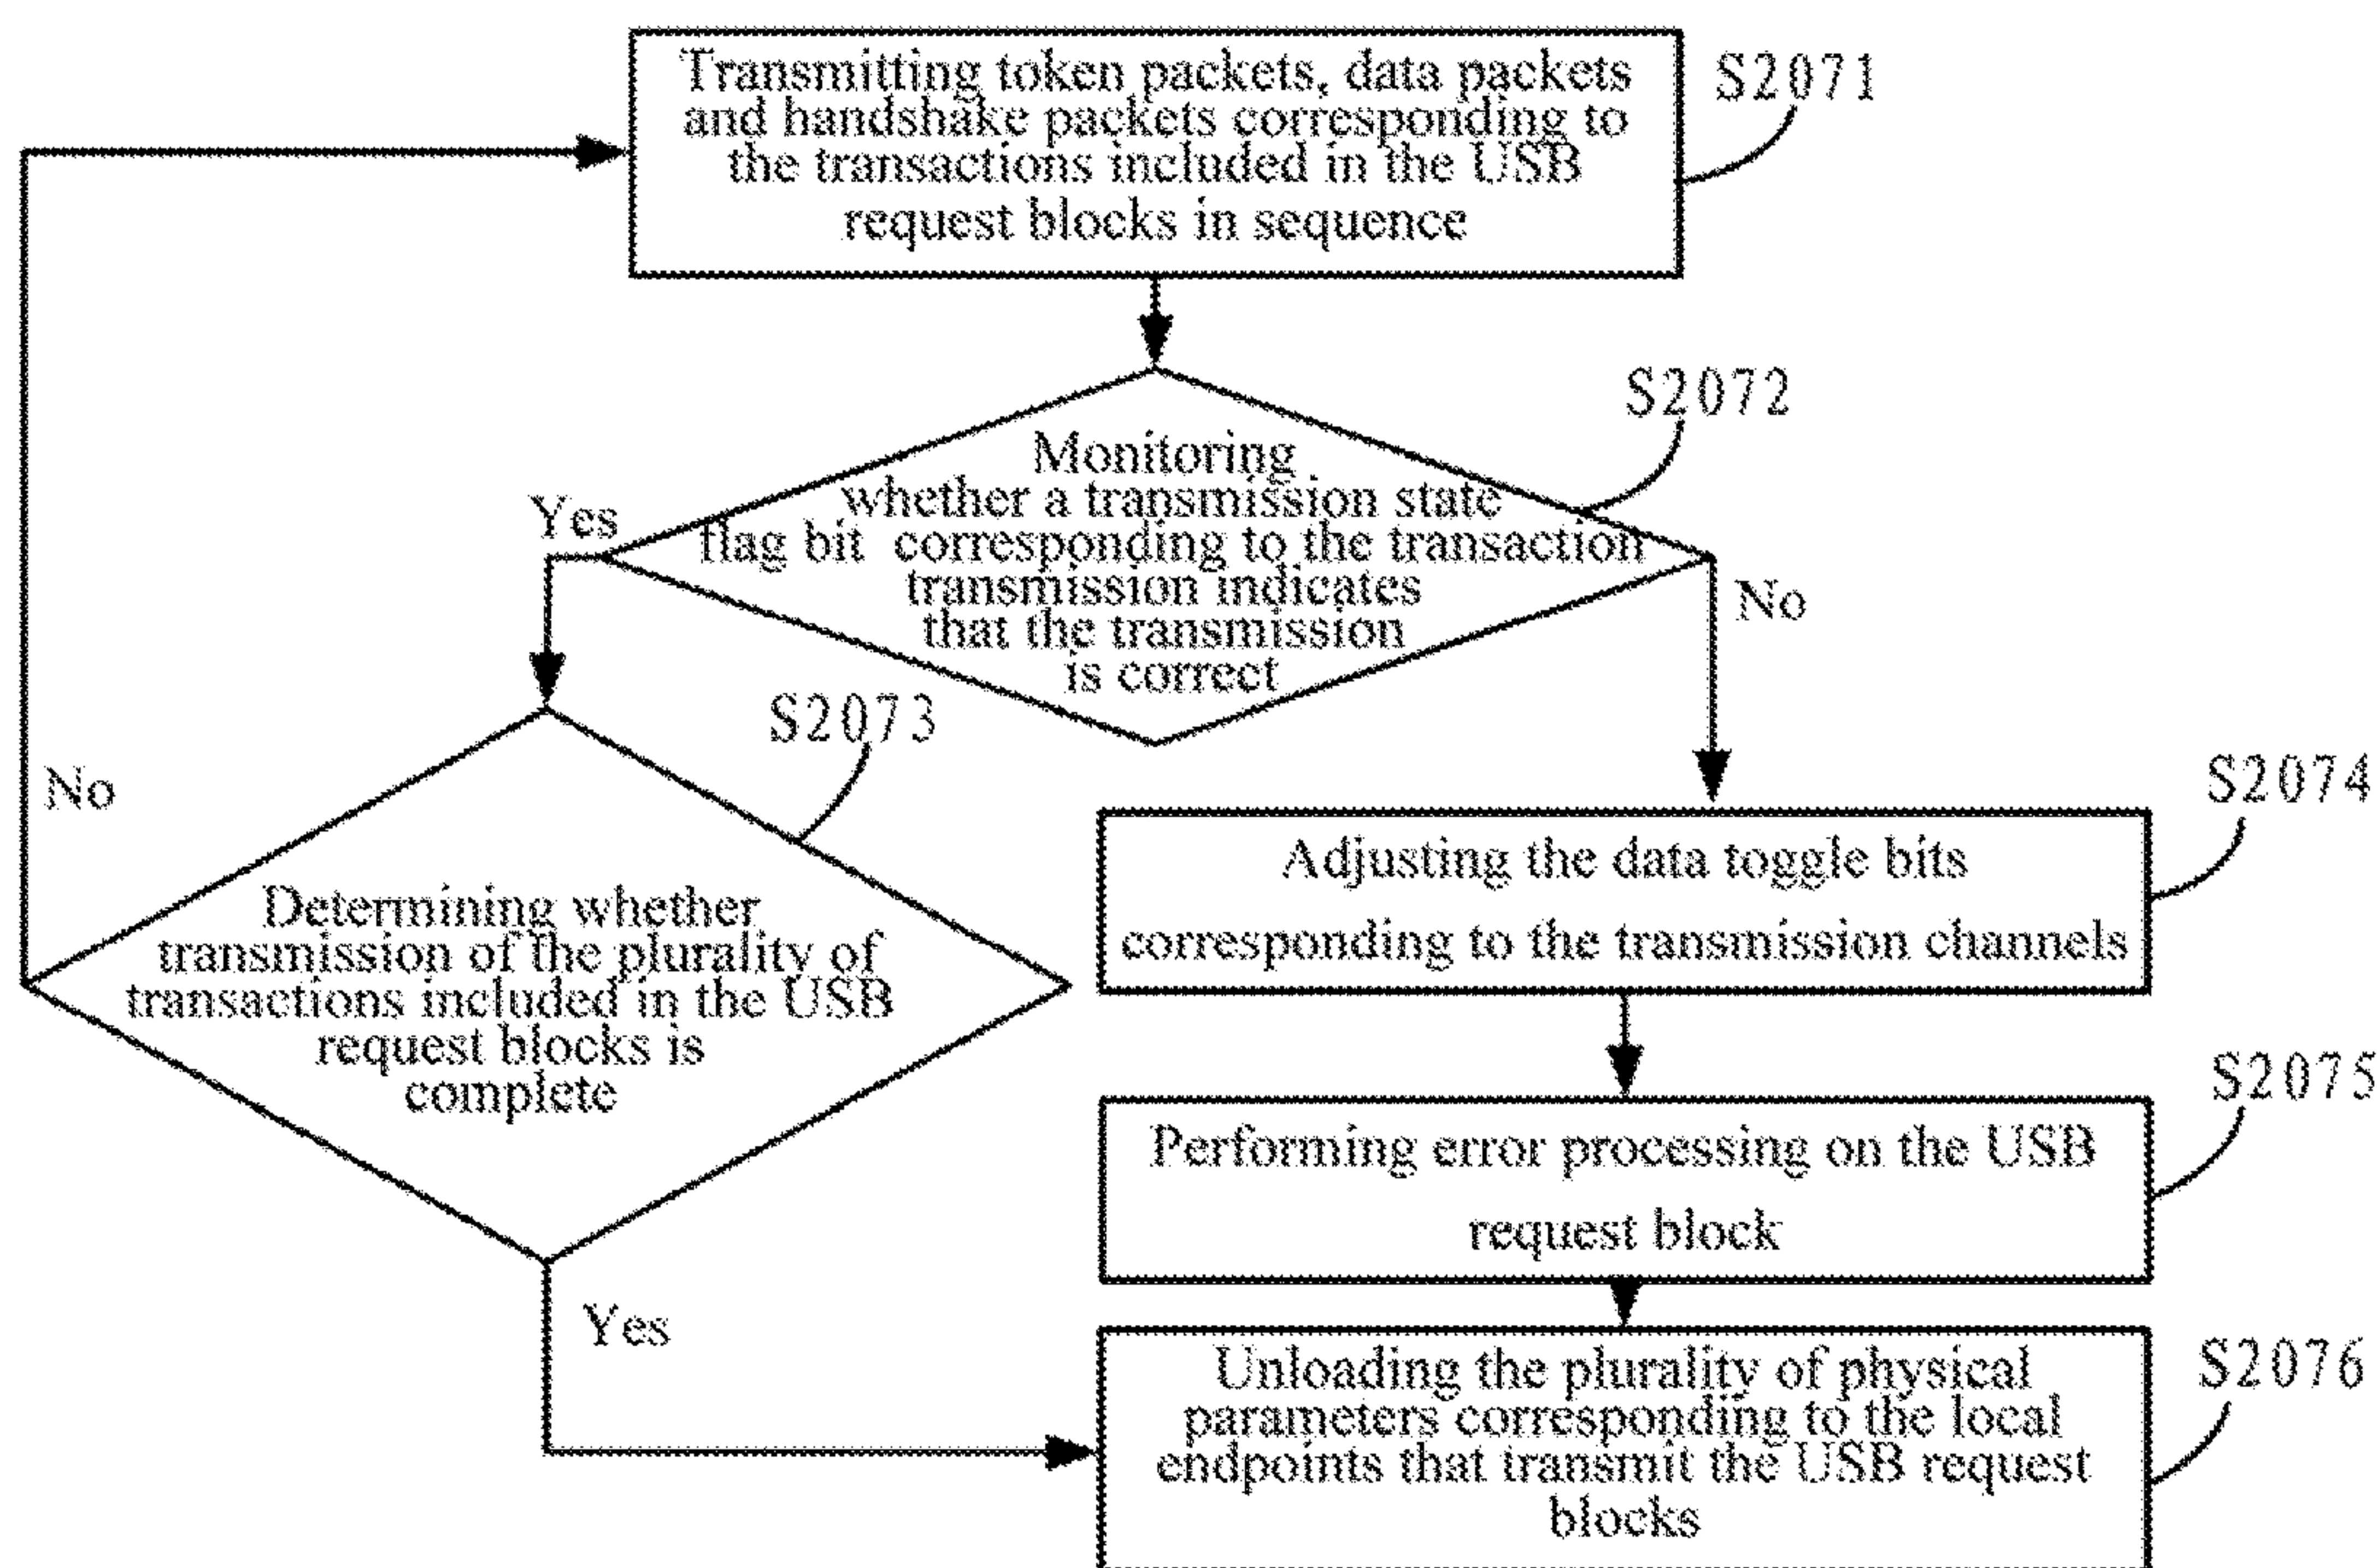 Transmitting token packets, data packets
and handshake packets corresponding to
the transactions included in the USB
request blocks in sequence
S2071
S2072
Monitoring
whether a transmission state
flag bit corresponding to the transaction
transmission indicates
that the transmission
is correct
Yes
No
S2073
Determining whether
transmission of the plurality of
transactions included in the USB
request blocks is
complete
No
Yes
S2074
Adjusting the data toggle bits
corresponding to the transmission channels
S2075
Performing error processing on the USB
request block
S2076
Unloading the plurality of physical
parameters corresponding to the local
endpoints that transmit the USB request
blocks